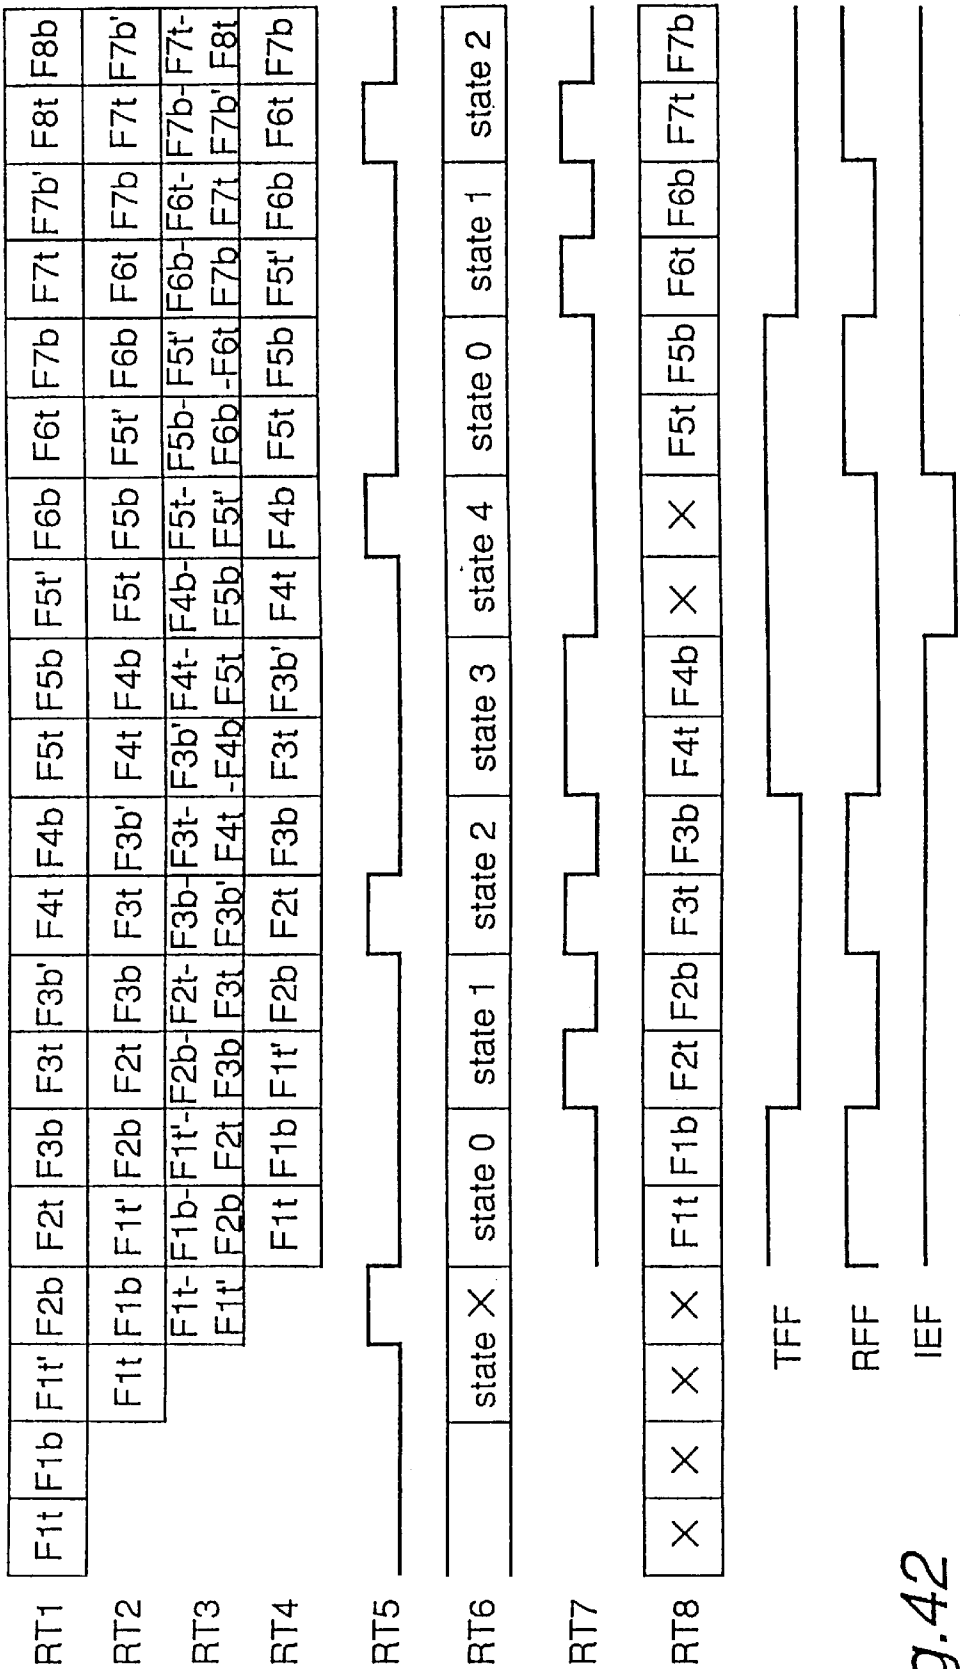 RT1 F1t F1b F1t' F2b F2t F3b F3t F3b' F4t F4b F5t F5b F5t' F6b F6t F7b F7t F7b' F8t F8b
RT2 F1t F1b F1t' F2b F2t F3b F3t F3b' F4t F4b F5t F5b F5t' F6b F6t F7b F7t F7b'
RT3 F1t- F1b- F1t'- F2b- F2t- F3b- F3t- F3b' F4t- F4b- F5t- F5b- F5t' F6b- F6t- F7b- F7t-
F1t' F2b F2t F3b F3t F3b' F4t -F4b F5t F5b F5t' F6b -F6t F7b F7t F7b' F8t
RT4 F1t F1b F1t' F2b F2t F3b F3t F3b' F4t F4b F5t F5b F5t' F6b F6t F7b
RT5
RT6 state X state 0 state 1 state 2 state 3 state 4 state 0 state 1 state 2
RT7
RT8 X X X X F1t F1b F2t F2b F3t F3b F4t F4b X X F5t F5b F6t F6b F7t F7b
TFF
RFF
IEF
g.42